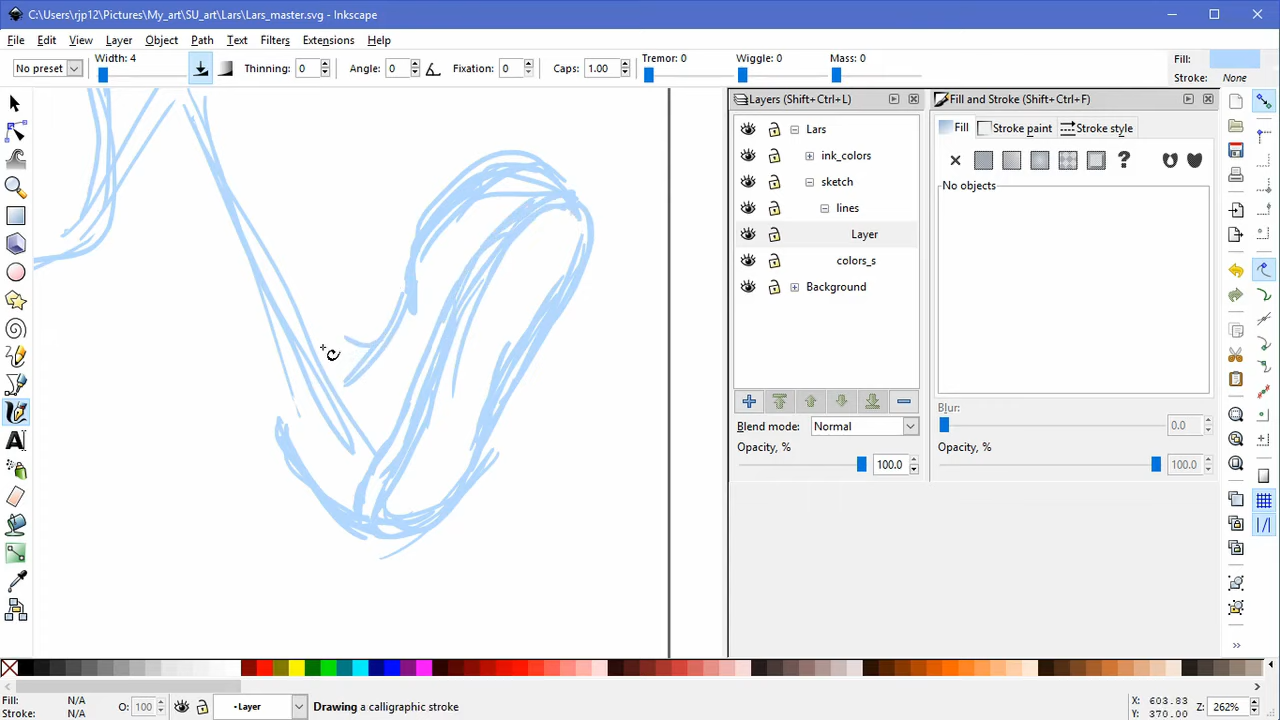 C:\Users\rjp12\Pictures\My_art\SU_art\Lars\Lars_master.svg - Inkscape
File Edit View Layer Object Path Text Filters Extensions Help
No preset Width: 4 Thinning: 0 Angle: 0 Fixation: 0 Caps: 1.00 Tremor: 0 Wiggle: 0 Mass: 0 Fill:
Stroke: None
Layers (Shift+Ctrl+L)
Lars
ink_colors
sketch
lines
Layer
colors_s
Background
Blend mode: Normal
Opacity, % 100.0
Fill and Stroke (Shift+Ctrl+F)
Fill Stroke paint Stroke style
No objects
Blur: 0.0
Opacity, % 100.0
Fill: N/A
Stroke: N/A
O: 100
•Layer
Drawing a calligraphic stroke
X: 603.83
Y: 370.00
Z: 262%